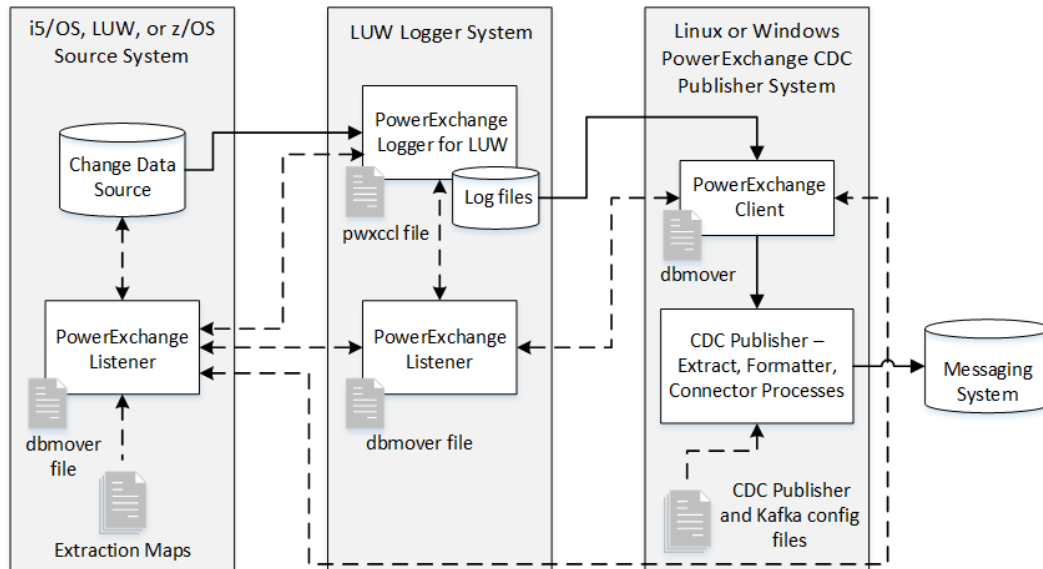 i5/OS, LUW, or z/OS
Source System
Change Data
Source
PowerExchange
Listener
dbmover
file
Extraction Maps
LUW Logger System
PowerExchange
Logger for LUW
Log files
pwxccl file
PowerExchange
Listener
dbmover file
Linux or Windows
PowerExchange CDC
Publisher System
PowerExchange
Client
dbmover
CDC Publisher –
Extract, Formatter,
Connector Processes
CDC Publisher
and Kafka config
files
Messaging
System